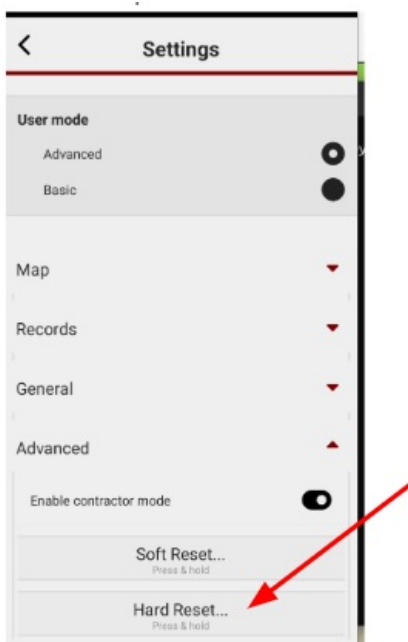 Settings
User mode
Advanced
Basic
Map
Records
General
Advanced
Enable contractor mode
Soft Reset...
Press & hold
Hard Reset...
Press & hold